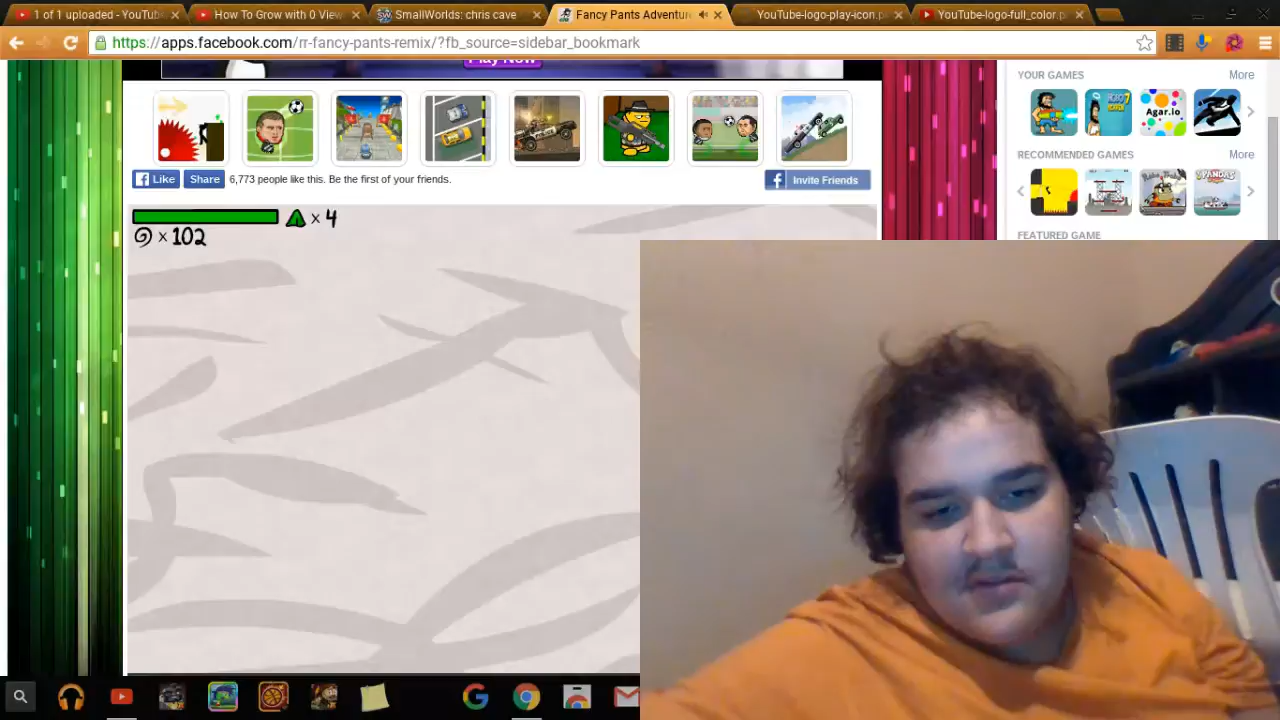 1 of 1 uploaded - YouTub
How To Grow with 0 View
SmallWorlds: chris cave
Fancy Pants Adventur
YouTube-logo-play-icon.p
YouTube-logo-full_color.p
https://apps.facebook.com/rr-fancy-pants-remix/?fb_source=sidebar_bookmark
Play Now
YOUR GAMES
More
Agar.io
RECOMMENDED GAMES
More
Like
Share
6,773 people like this. Be the first of your friends.
Invite Friends
FEATURED GAME
x 4
x 102